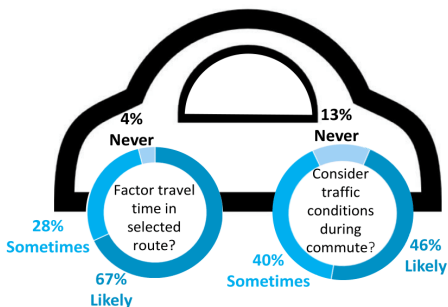 4%
Never
Factor travel
time in
selected
route?
28%
Sometimes
67%
Likely
13%
Never
Consider
traffic
conditions
during
commute?
40%
Sometimes
46%
Likely